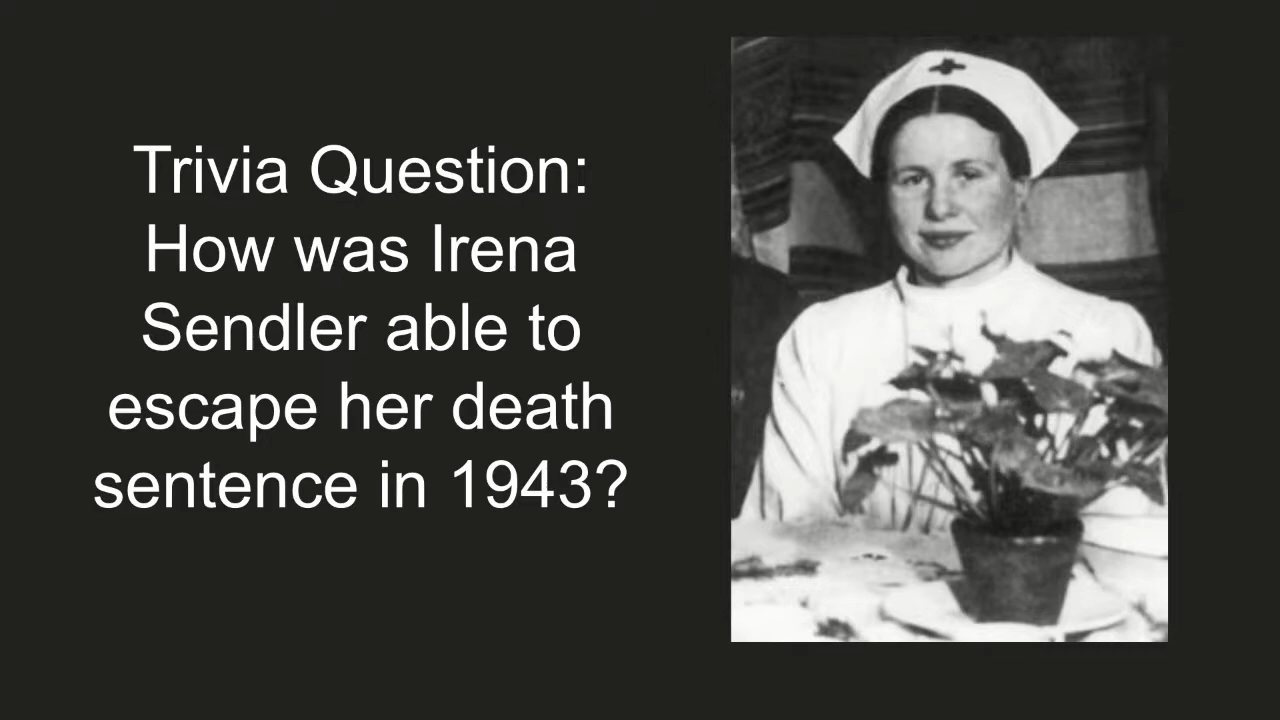 Trivia Question:
How was Irena
Sendler able to
escape her death
sentence in 1943?